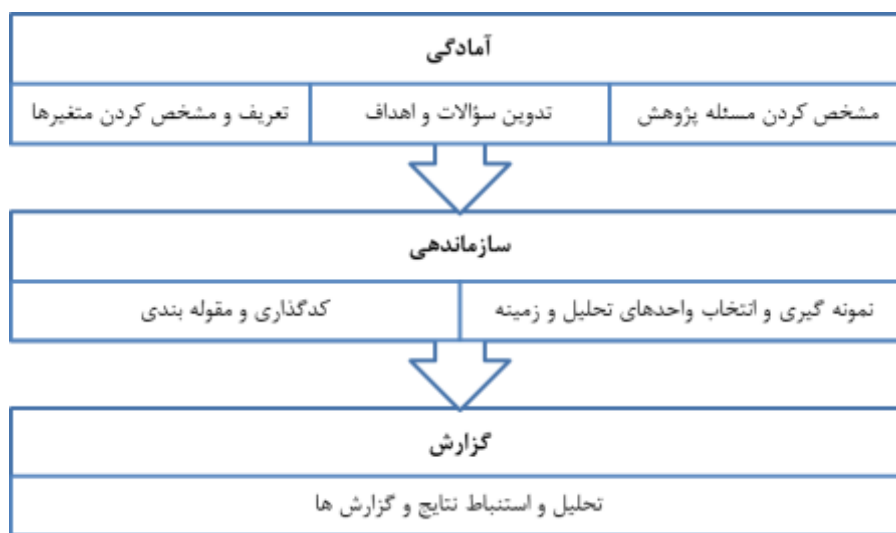 آمادگی
مشخص کردن مسئله پژوهش
تدوین سؤالات و اهداف
تعریف و مشخص کردن متغیرها
سازماندهی
نمونه گیری و انتخاب واحدهای تحلیل و زمینه
کدگذاری و مقوله بندی
گزارش
تحلیل و استنباط نتایج و گزارش ها